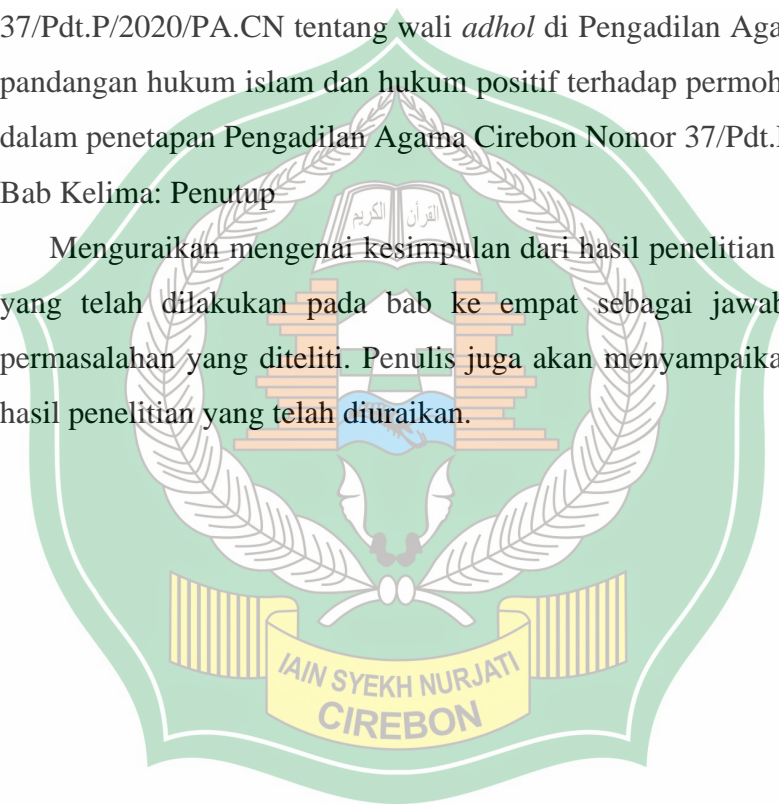 37/Pdt.P/2020/PA.CN tentang wali adhol di Pengadilan Aga
pandangan hukum islam dan hukum positif terhadap permoh
dalam penetapan Pengadilan Agama Cirebon Nomor 37/Pdt.
Bab Kelima: Penutup
القرأن الكريم
Menguraikan mengenai kesimpulan dari hasil penelitian
yang telah dilakukan pada bab ke empat sebagai jawab
permasalahan yang diteliti. Penulis juga akan menyampaika
hasil penelitian yang telah diuraikan.
IAIN SYEKH NURJATI
CIREBON